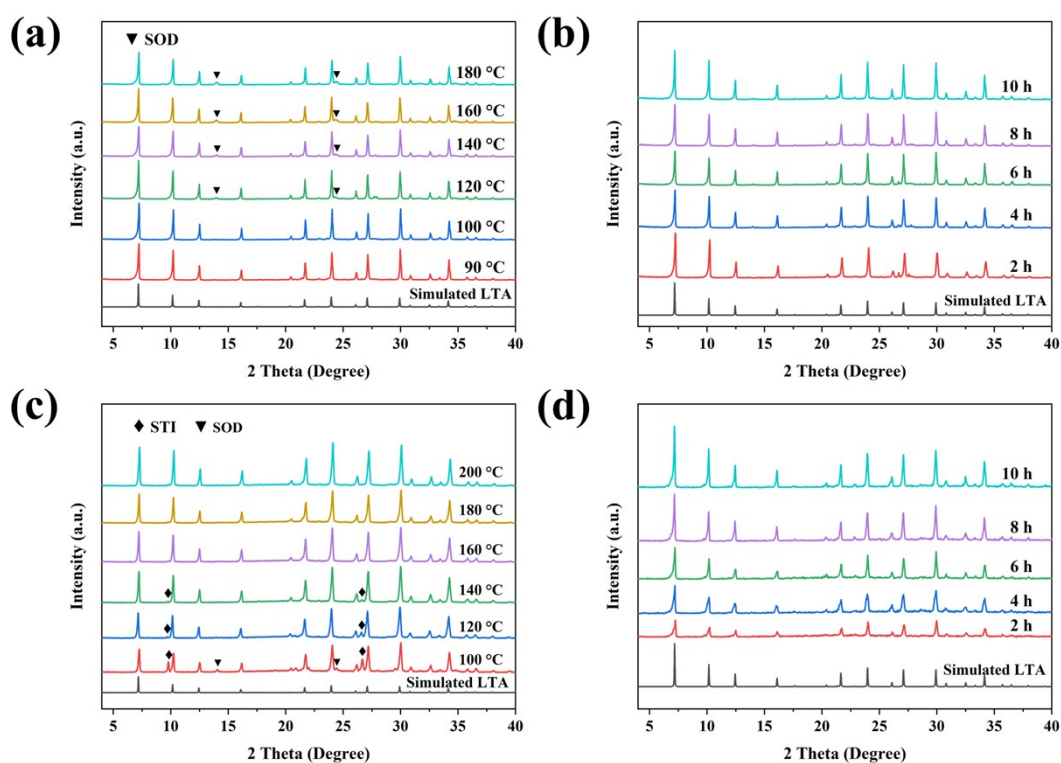 (a)
▼ SOD
180 °C
160 °C
140 °C
120 °C
100 °C
90 °C
Simulated LTA
Intensity (a.u.)
5 10 15 20 25 30 35 40
2 Theta (Degree)
(b)
10 h
8 h
6 h
4 h
2 h
Simulated LTA
Intensity (a.u.)
5 10 15 20 25 30 35 40
2 Theta (Degree)
(c)
♦ STI ▼ SOD
200 °C
180 °C
160 °C
140 °C
120 °C
100 °C
Simulated LTA
Intensity (a.u.)
5 10 15 20 25 30 35 40
2 Theta (Degree)
(d)
10 h
8 h
6 h
4 h
2 h
Simulated LTA
Intensity (a.u.)
5 10 15 20 25 30 35 40
2 Theta (Degree)